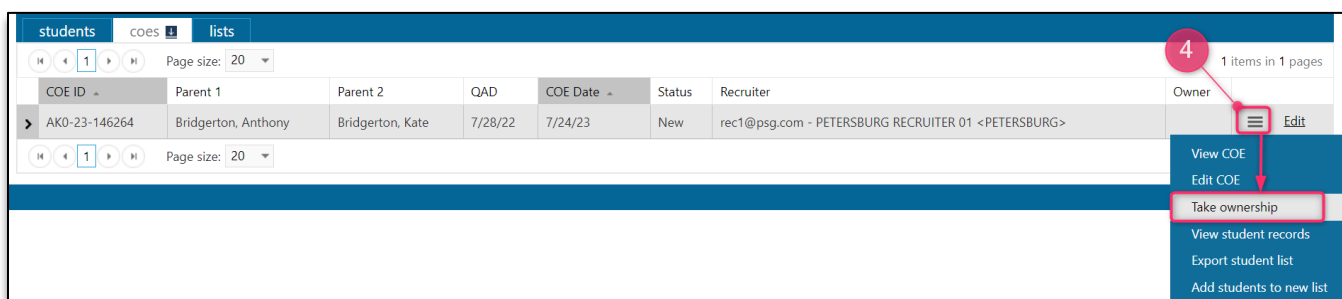 students coes lists
1 Page size: 20 1 items in 1 pages
4
COE ID Parent 1 Parent 2 QAD COE Date Status Recruiter Owner
AK0-23-146264 Bridgerton, Anthony Bridgerton, Kate 7/28/22 7/24/23 New rec1@psg.com - PETERSBURG RECRUITER 01 <PETERSBURG> Edit
1 Page size: 20
View COE
Edit COE
Take ownership
View student records
Export student list
Add students to new list